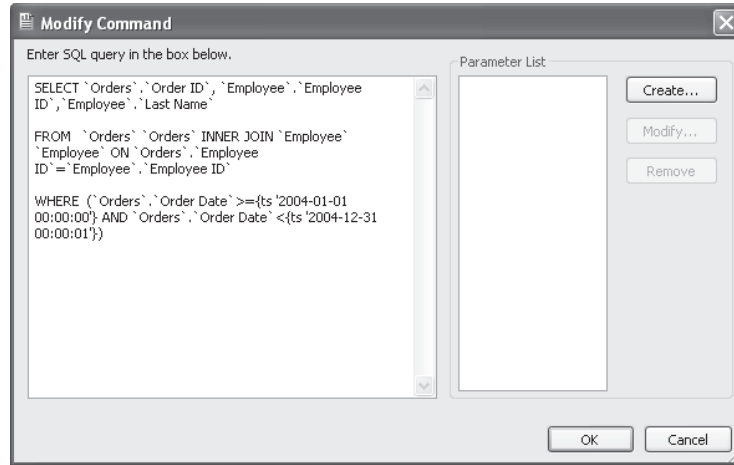 Modify Command
Enter SQL query in the box below.
SELECT `Orders`.`Order ID`, `Employee`.`Employee
ID`,`Employee`.`Last Name`
FROM `Orders` `Orders` INNER JOIN `Employee`
`Employee` ON `Orders`.`Employee
ID`=`Employee`.`Employee ID`
WHERE (`Orders`.`Order Date`>={ts '2004-01-01
00:00:00'} AND `Orders`.`Order Date`<{ts '2004-12-31
00:00:01'})
Parameter List
Create...
Modify...
Remove
OK
Cancel